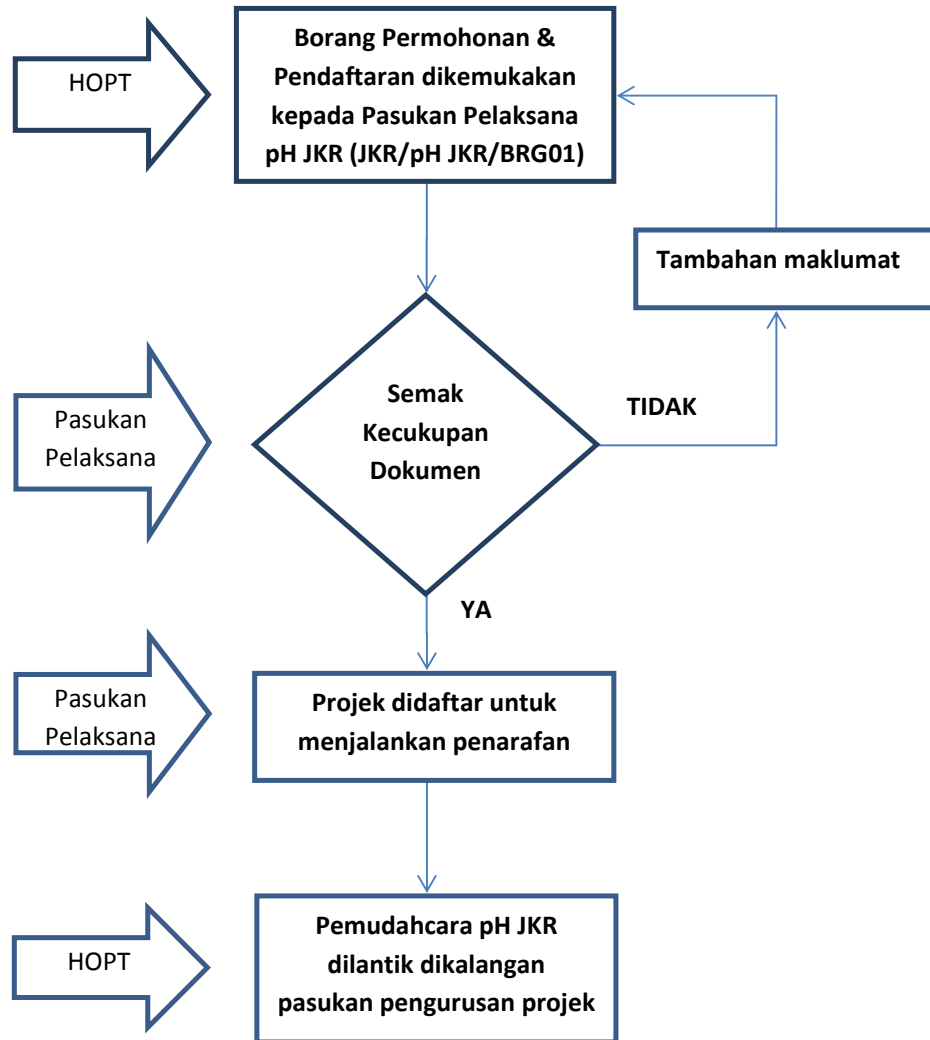 HOPT
Borang Permohonan &
Pendaftaran dikemukakan
kepada Pasukan Pelaksana
pH JKR (JKR/pH JKR/BRG01)
Tambahan maklumat
Pasukan
Pelaksana
Semak
Kecukupan
Dokumen
TIDAK
YA
Pasukan
Pelaksana
Projek didaftar untuk
menjalankan penarafan
HOPT
Pemudahcara pH JKR
dilantik dikalangan
pasukan pengurusan projek